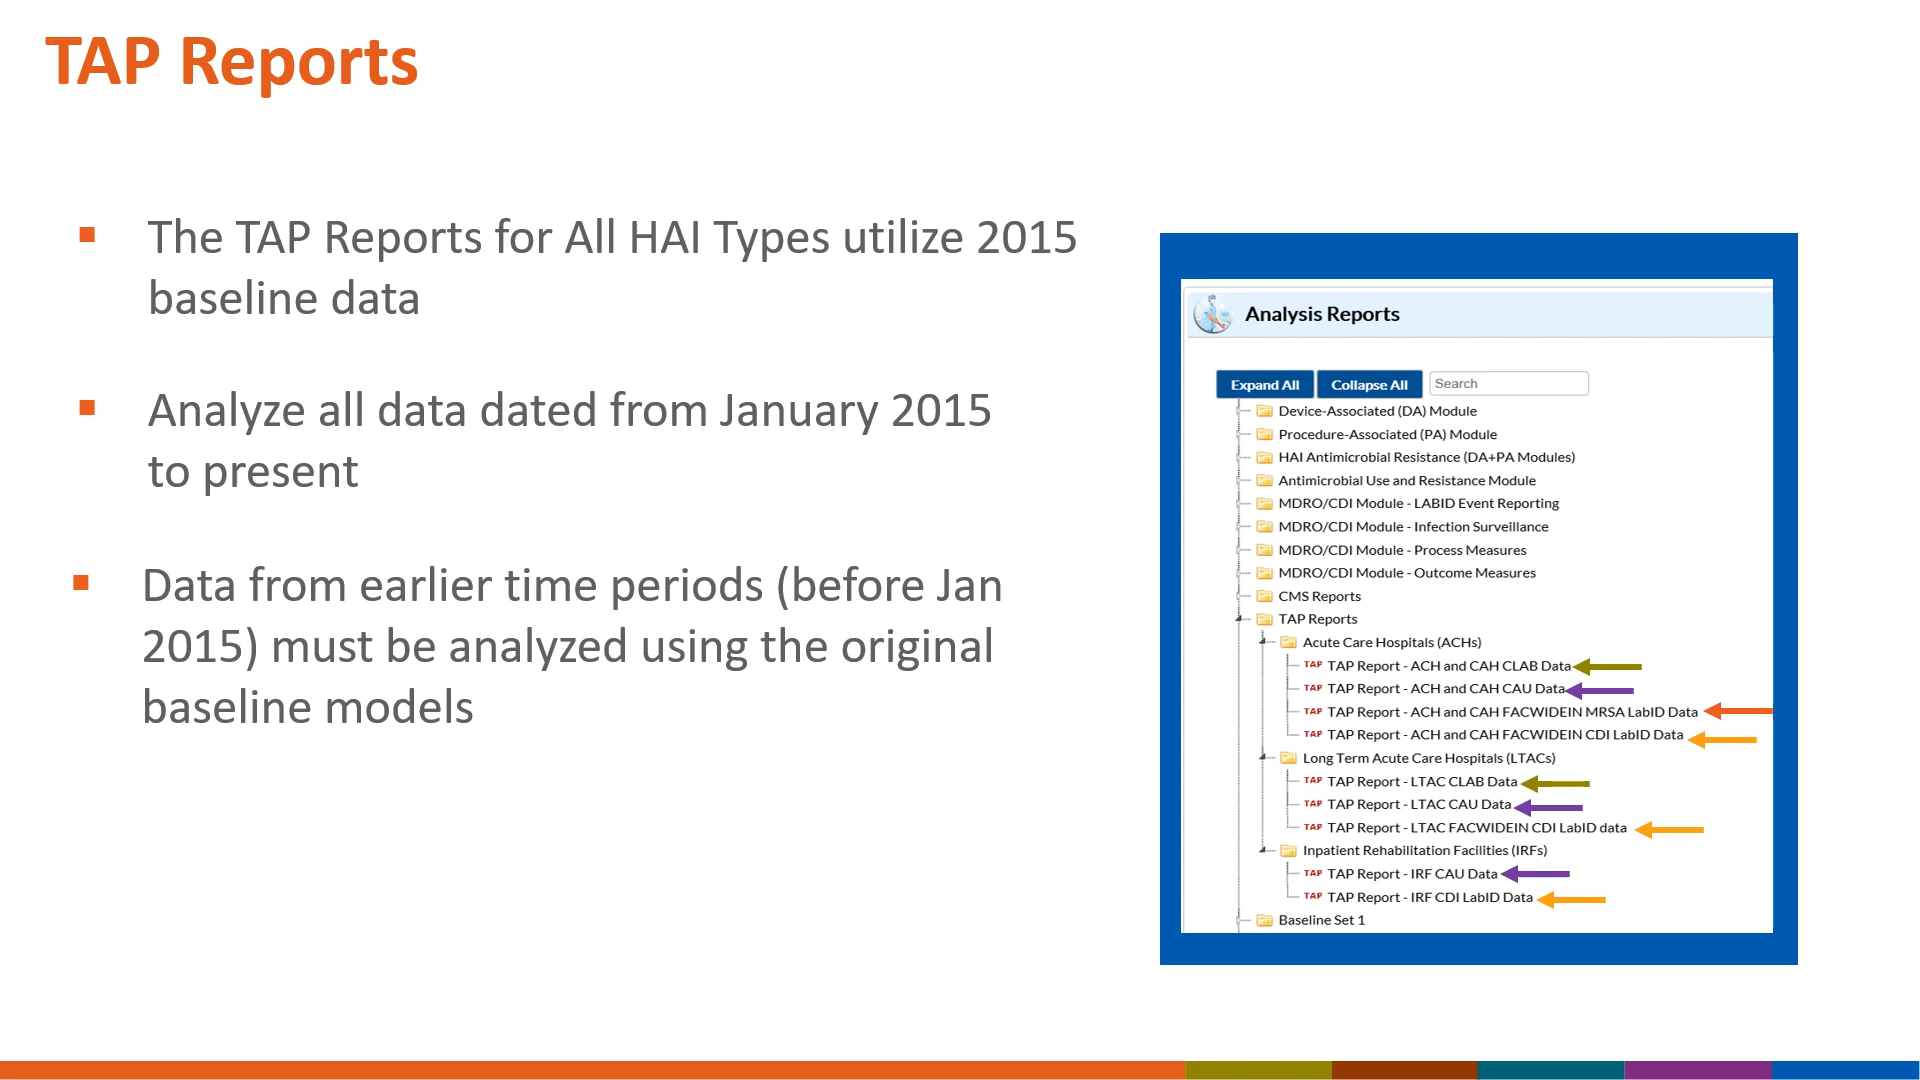 TAP Reports
The TAP Reports for All HAI Types utilize 2015
baseline data
Analyze all data dated from January 2015
to present
Data from earlier time periods (before Jan
2015) must be analyzed using the original
baseline models
Analysis Reports
Expand All Collapse All Search
Device-Associated (DA) Module
Procedure-Associated (PA) Module
HAI Antimicrobial Resistance (DA+PA Modules)
Antimicrobial Use and Resistance Module
MDRO/CDI Module - LABID Event Reporting
MDRO/CDI Module - Infection Surveillance
MDRO/CDI Module - Process Measures
MDRO/CDI Module - Outcome Measures
CMS Reports
TAP Reports
Acute Care Hospitals (ACHs)
TAP TAP Report - ACH and CAH CLAB Data
TAP TAP Report - ACH and CAH CAU Data
TAP TAP Report - ACH and CAH FACWIDEIN MRSA LabID Data
TAP TAP Report - ACH and CAH FACWIDEIN CDI LabID Data
Long Term Acute Care Hospitals (LTACs)
TAP TAP Report - LTAC CLAB Data
TAP TAP Report - LTAC CAU Data
TAP TAP Report - LTAC FACWIDEIN CDI LabID data
Inpatient Rehabilitation Facilities (IRFs)
TAP TAP Report - IRF CAU Data
TAP TAP Report - IRF CDI LabID Data
Baseline Set 1